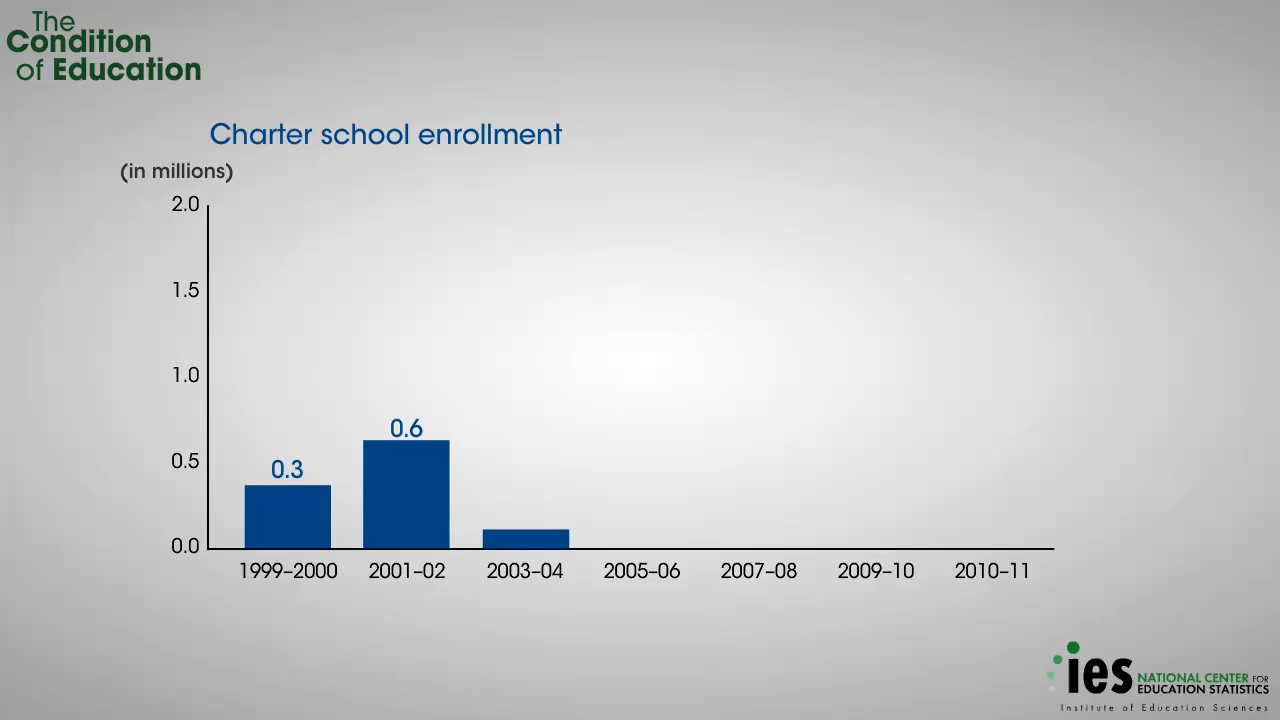 The
Condition
of Education
Charter school enrollment
(in millions)
2.0
1.5
1.0
0.5
0.0
0.3
0.6
1999–2000 2001–02 2003–04 2005–06 2007–08 2009–10 2010–11
ies NATIONAL CENTER FOR
EDUCATION STATISTICS
Institute of Education Sciences